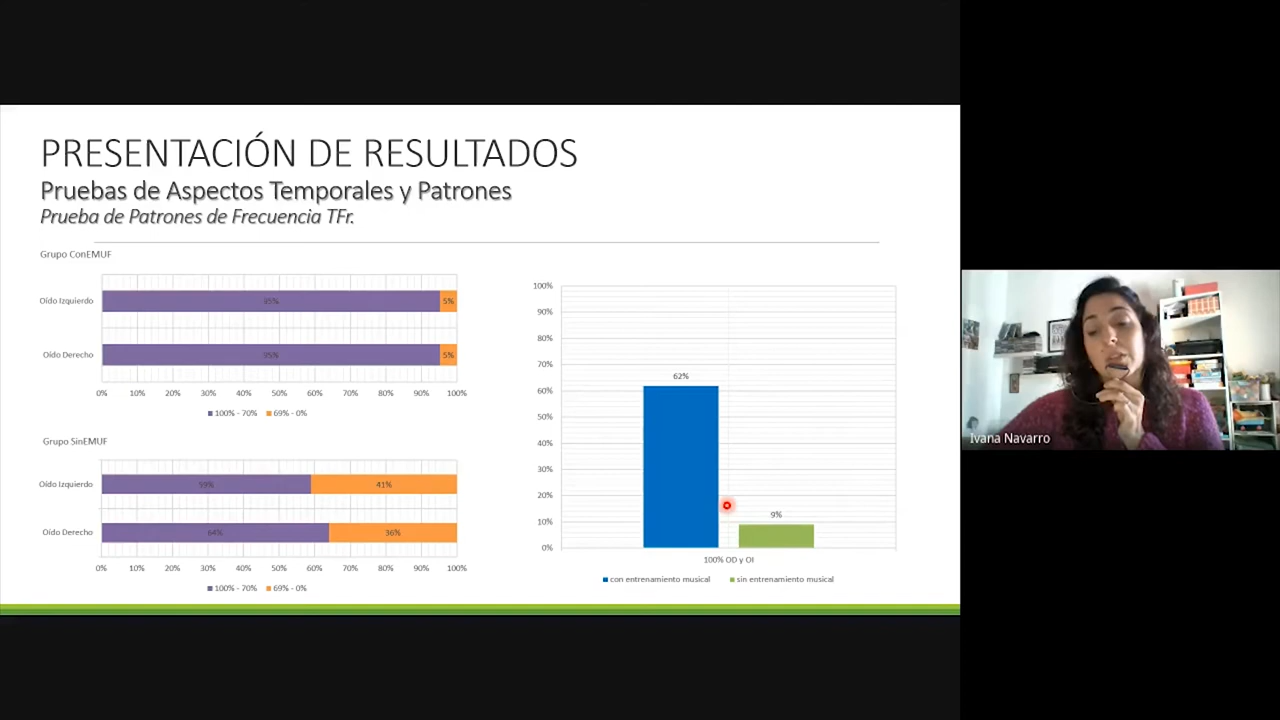 PRESENTACIÓN DE RESULTADOS
Pruebas de Aspectos Temporales y Patrones
Prueba de Patrones de Frecuencia TFr.
Grupo ConEMUF
Oído Izquierdo
95%
5%
Oído Derecho
95%
5%
0% 10% 20% 30% 40% 50% 60% 70% 80% 90% 100%
100% - 70% 69% - 0%
Grupo SinEMUF
Oído Izquierdo
59%
41%
Oído Derecho
64%
36%
0% 10% 20% 30% 40% 50% 60% 70% 80% 90% 100%
100% - 70% 69% - 0%
100%
90%
80%
70%
60%
50%
40%
30%
20%
10%
0%
62%
9%
100% OD y OI
con entrenamiento musical sin entrenamiento musical
Ivana Navarro